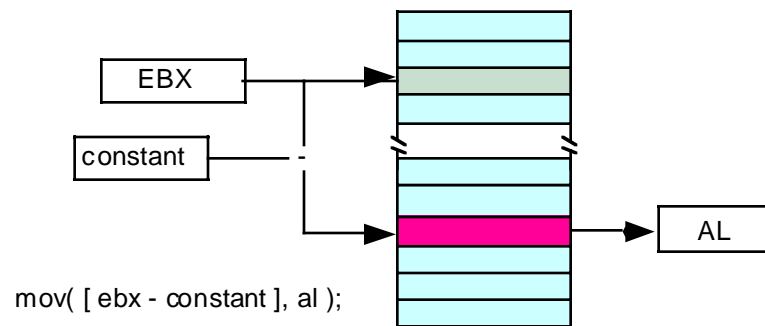 EBX
constant
-
AL
mov( [ ebx - constant ], al );